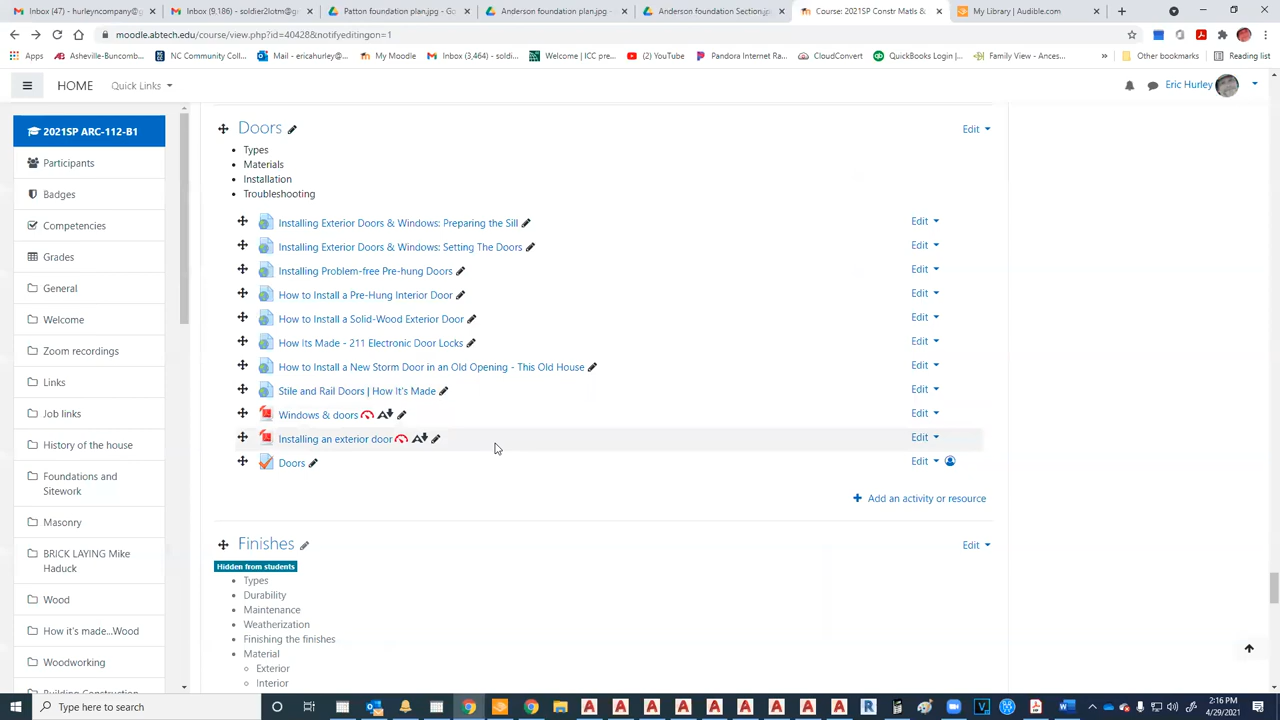 Inbox (47) - hurleycompany@g
Inbox (9,186) - soldier2lotm@g
Patton foundation plan.jpg - Go
Anderson foundation plan.jpg -
Anderson foundation Section.jp
Course: 2021SP Constr Matls &
My Library | Audible.com
moodle.abtech.edu/course/view.php?id=40428&notifyeditingon=1
Apps
Asheville-Buncomb...
NC Community Coll...
Mail - ericahurley@...
My Moodle
Inbox (3,464) - soldi...
Welcome | ICC pre...
(2) YouTube
Pandora Internet Ra...
CloudConvert
QuickBooks Login |...
Family View - Ances...
»
Other bookmarks
Reading list
HOME
Quick Links
Eric Hurley
2021SP ARC-112-B1
Participants
Badges
Competencies
Grades
General
Welcome
Zoom recordings
Links
Job links
History of the house
Foundations and
Sitework
Masonry
BRICK LAYING Mike
Haduck
Wood
How it's made...Wood
Woodworking
Building Construction
Doors
Edit
Types
Materials
Installation
Troubleshooting
Installing Exterior Doors & Windows: Preparing the Sill
Edit
Installing Exterior Doors & Windows: Setting The Doors
Edit
Installing Problem-free Pre-hung Doors
Edit
How to Install a Pre-Hung Interior Door
Edit
How to Install a Solid-Wood Exterior Door
Edit
How Its Made - 211 Electronic Door Locks
Edit
How to Install a New Storm Door in an Old Opening - This Old House
Edit
Stile and Rail Doors | How It's Made
Edit
Windows & doors
Edit
Installing an exterior door
Edit
Doors
Edit
Add an activity or resource
Finishes
Edit
Hidden from students
Types
Durability
Maintenance
Weatherization
Finishing the finishes
Material
Exterior
Interior
Type here to search
2:16 PM
4/29/2021